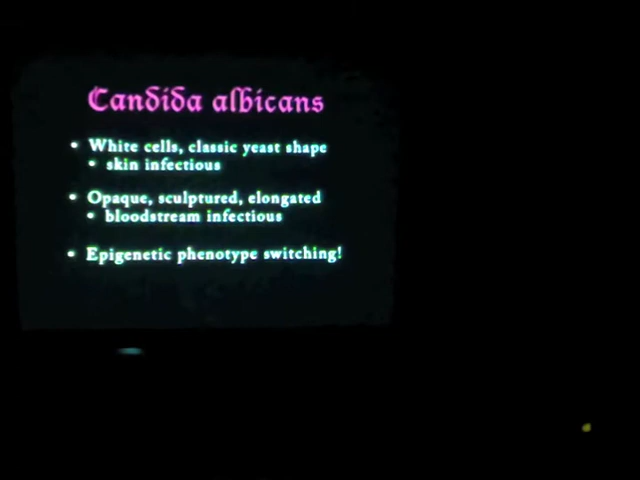 Candida albicans
• White cells, classic yeast shape
• skin infectious
• Opaque, sculptured, elongated
• bloodstream infectious
• Epigenetic phenotype switching!